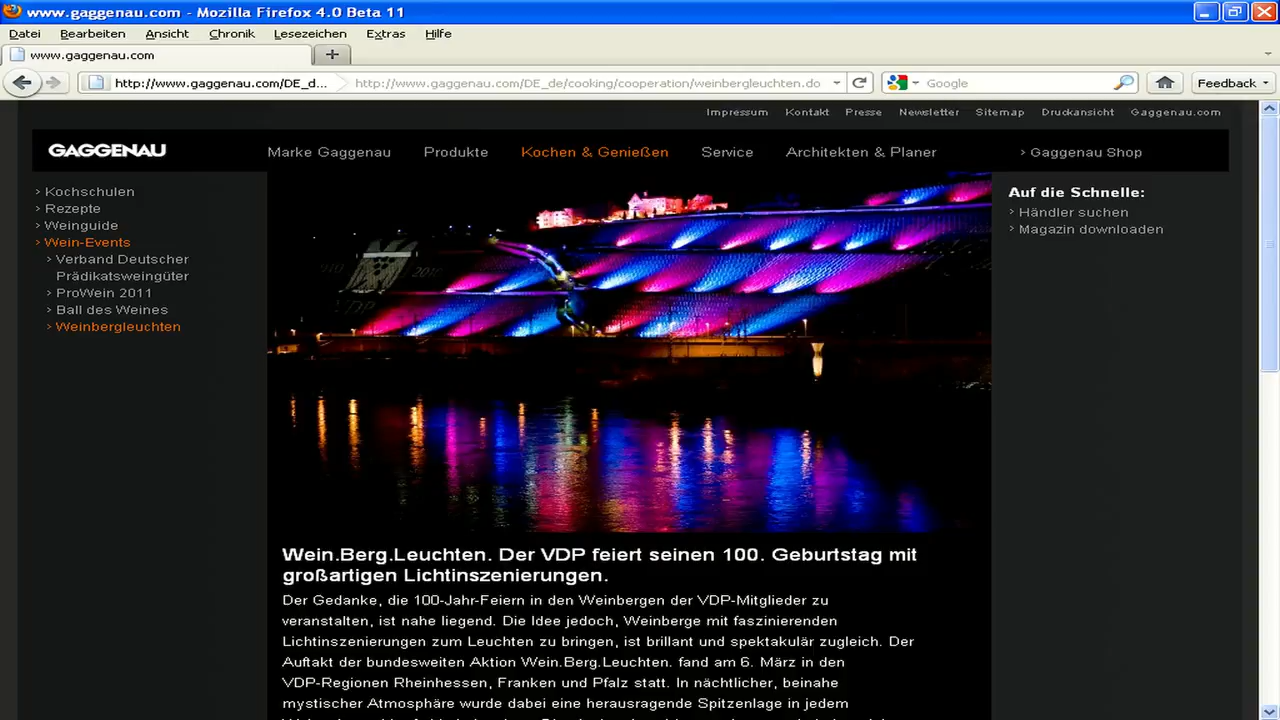 www.gaggenau.com - Mozilla Firefox 4.0 Beta 11
Datei Bearbeiten Ansicht Chronik Lesezeichen Extras Hilfe
www.gaggenau.com
http://www.gaggenau.com/DE_d... http://www.gaggenau.com/DE_de/cooking/cooperation/weinbergleuchten.do Google Feedback
Impressum Kontakt Presse Newsletter Sitemap Druckansicht Gaggenau.com
GAGGENAU Marke Gaggenau Produkte Kochen & Genießen Service Architekten & Planer › Gaggenau Shop
› Kochschulen
› Rezepte
› Weinguide
› Wein-Events
› Verband Deutscher
Prädikatsweingüter
› ProWein 2011
› Ball des Weines
› Weinbergleuchten
Auf die Schnelle:
› Händler suchen
› Magazin downloaden
Wein.Berg.Leuchten. Der VDP feiert seinen 100. Geburtstag mit
großartigen Lichtinszenierungen.
Der Gedanke, die 100-Jahr-Feiern in den Weinbergen der VDP-Mitglieder zu
veranstalten, ist nahe liegend. Die Idee jedoch, Weinberge mit faszinierenden
Lichtinszenierungen zum Leuchten zu bringen, ist brillant und spektakulär zugleich. Der
Auftakt der bundesweiten Aktion Wein.Berg.Leuchten. fand am 6. März in den
VDP-Regionen Rheinhessen, Franken und Pfalz statt. In nächtlicher, beinahe
mystischer Atmosphäre wurde dabei eine herausragende Spitzenlage in jedem